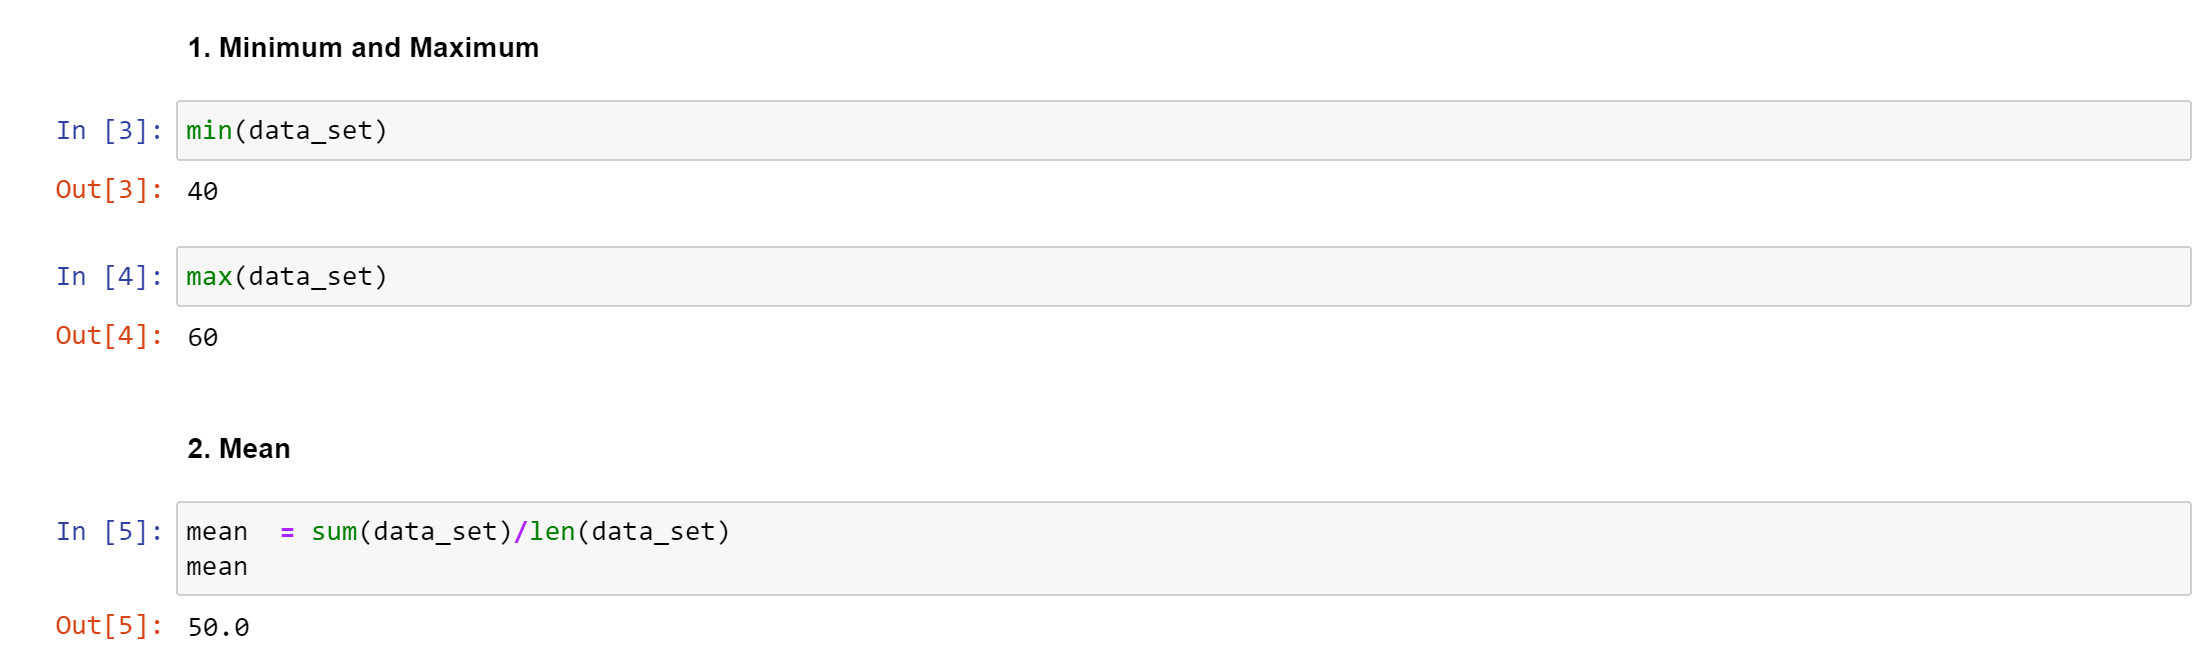 1. Minimum and Maximum
In [3]: min(data_set)
Out[3]: 40
In [4]: max(data_set)
Out[4]: 60
2. Mean
In [5]: mean  = sum(data_set)/len(data_set)
mean
Out[5]: 50.0